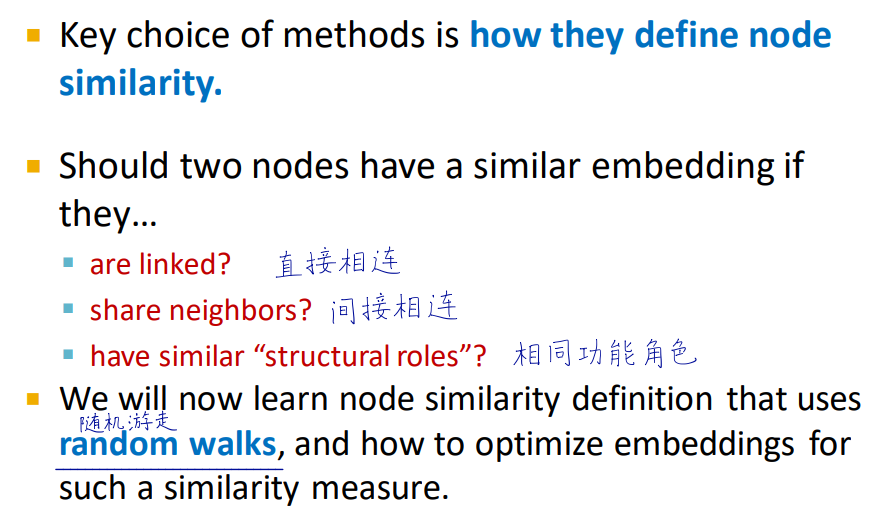 Key choice of methods is how they define node
similarity.
Should two nodes have a similar embedding if
they…
are linked? 直接相连
share neighbors? 间接相连
have similar “structural roles”? 相同功能角色
We will now learn node similarity definition that uses
随机游走
random walks, and how to optimize embeddings for
such a similarity measure.